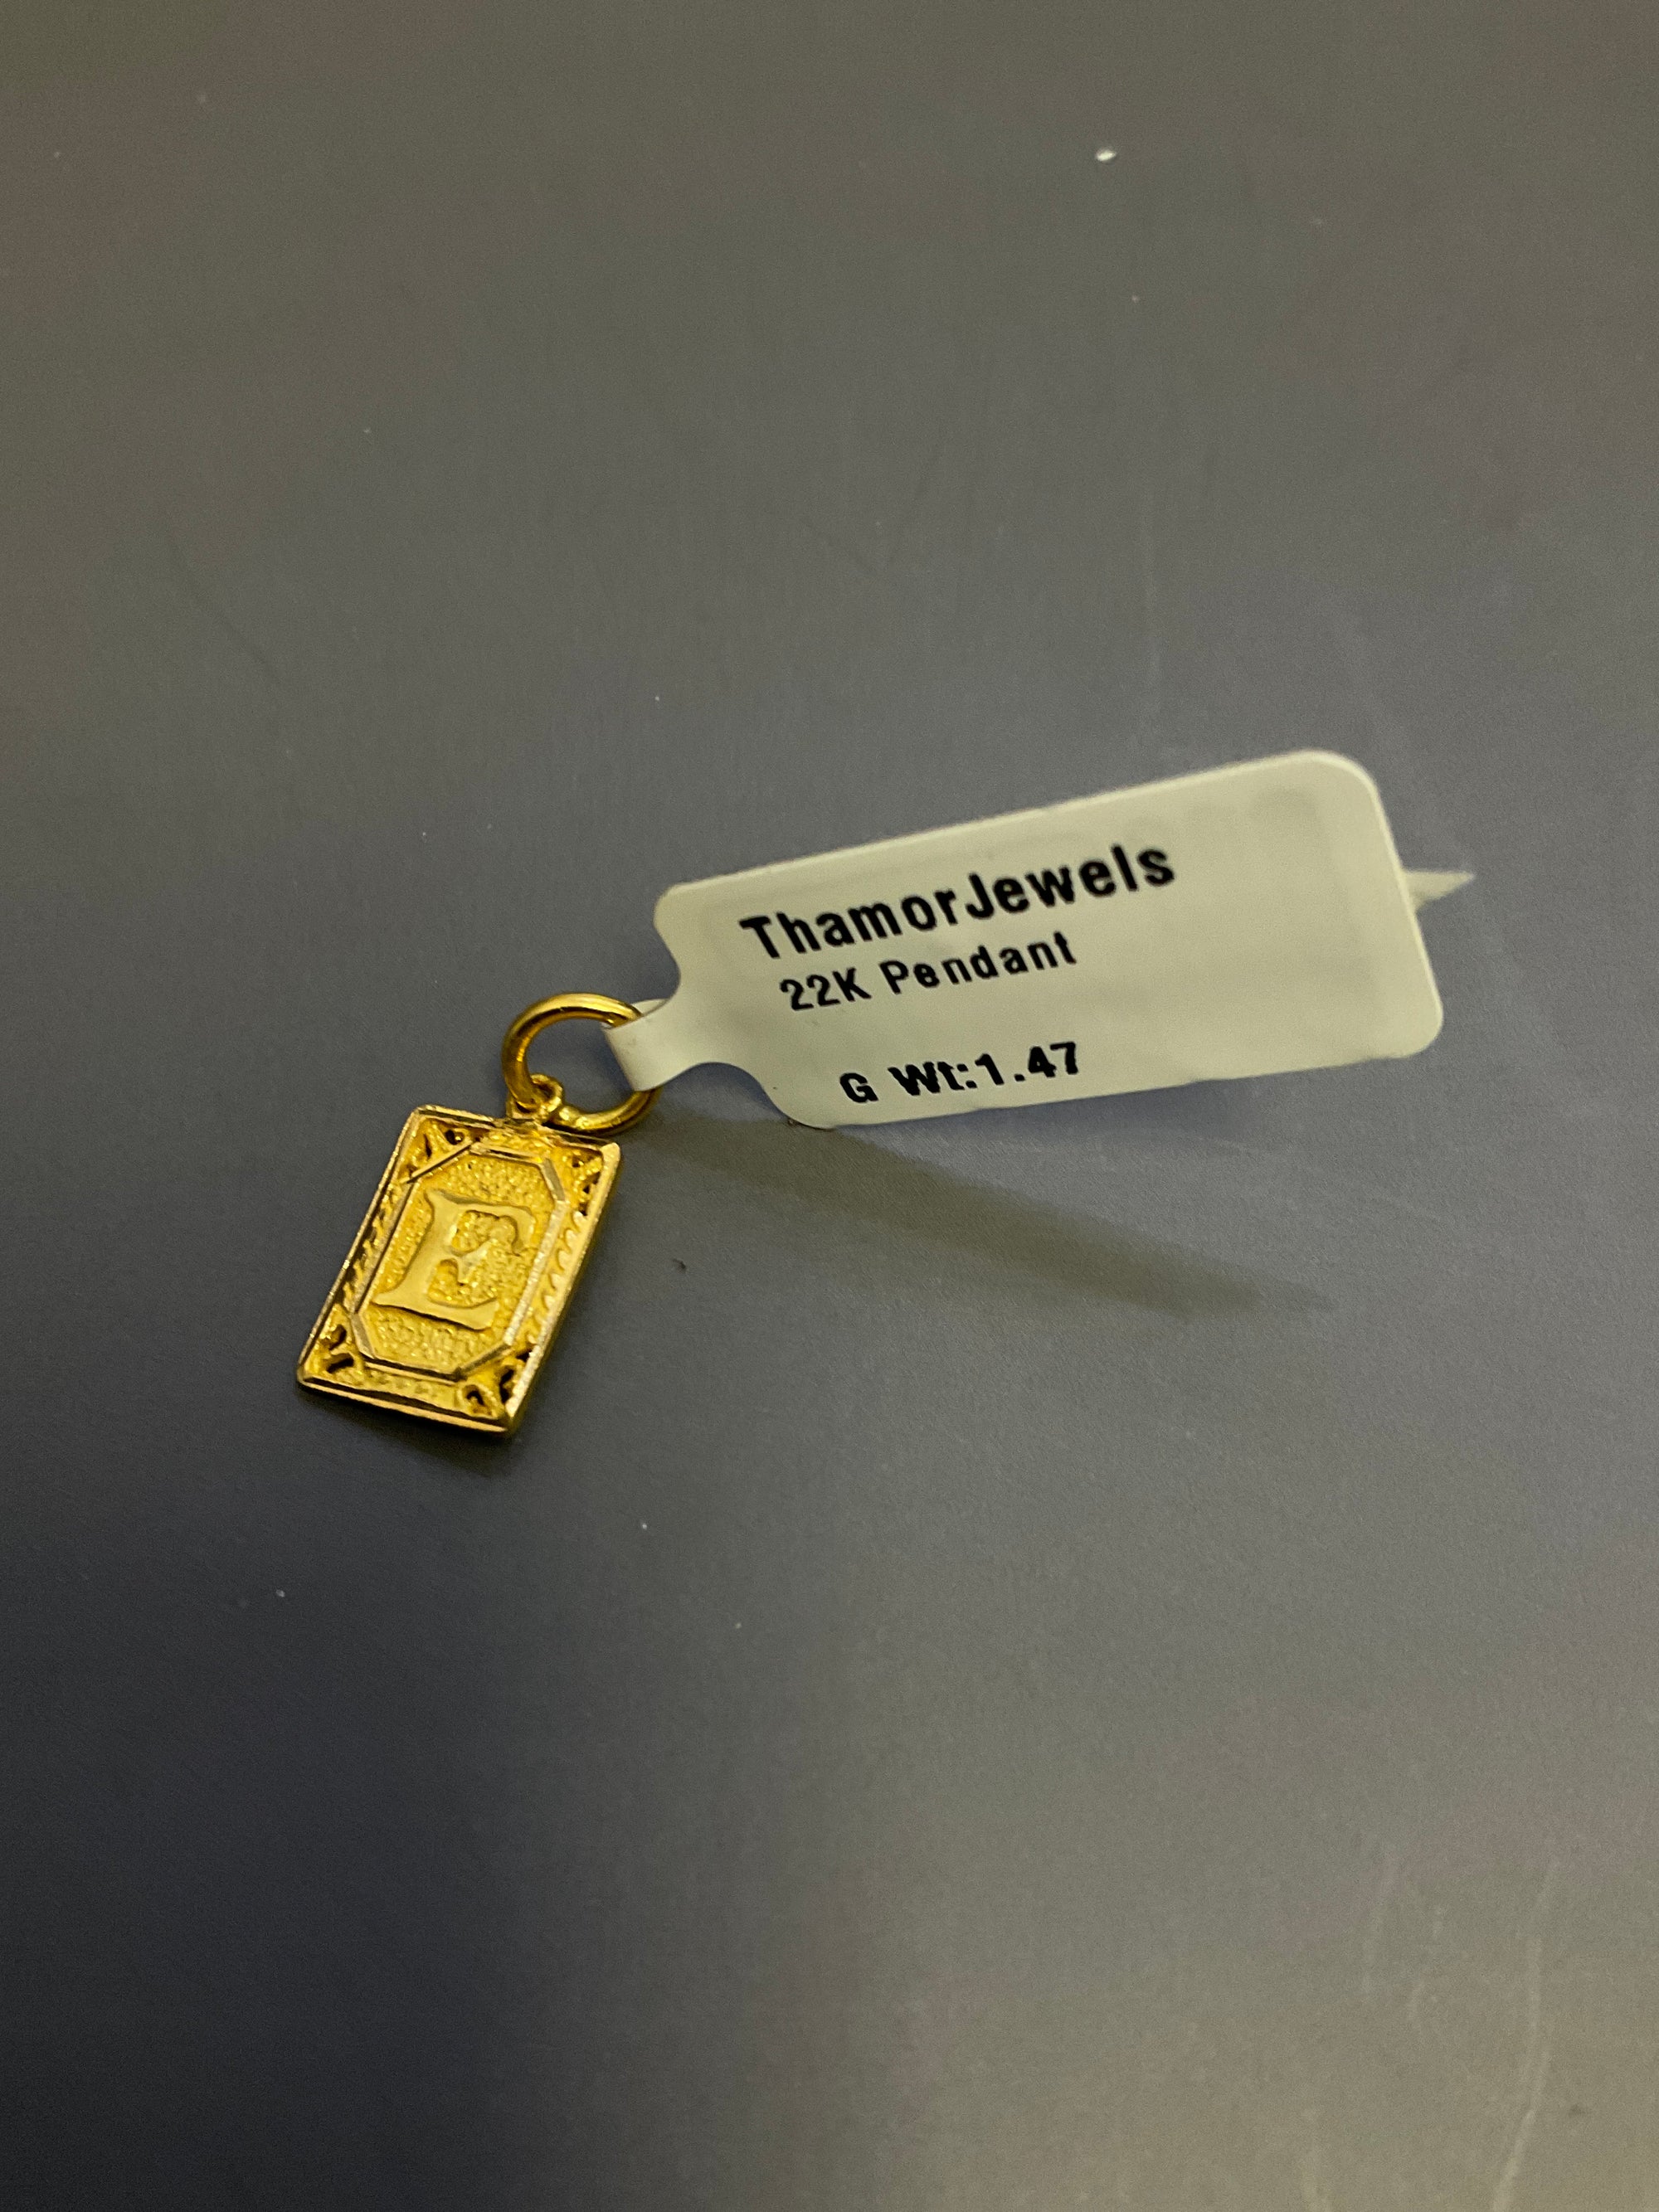 ThamorJewels
22K Pendant
G Wt:1.47
E